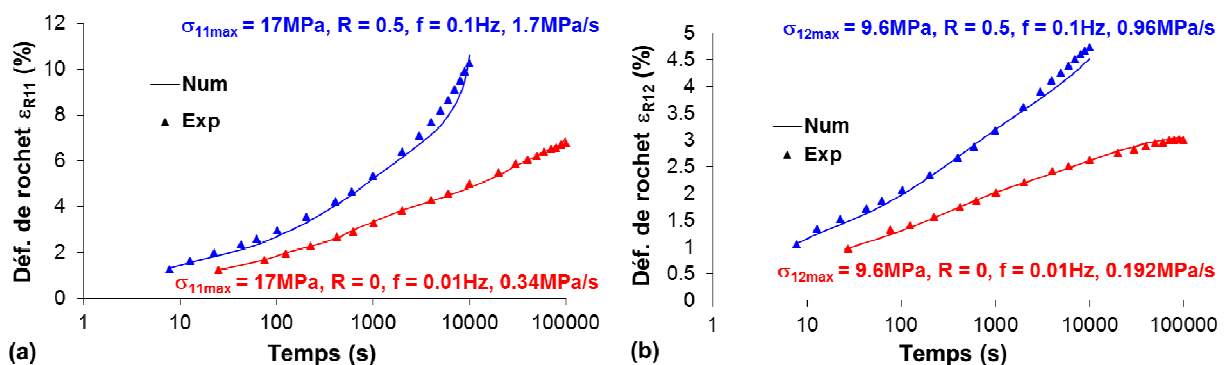 σ11max = 17MPa, R = 0.5, f = 0.1Hz, 1.7MPa/s
Déf. de rochet εR11 (%)
12
10
8
6
4
2
0
Num
Exp
σ11max = 17MPa, R = 0, f = 0.01Hz, 0.34MPa/s
1
10
100
1000
10000
100000
Temps (s)
(a)
σ12max = 9.6MPa, R = 0.5, f = 0.1Hz, 0.96MPa/s
Déf. de rochet εR12 (%)
5
4.5
4
3.5
3
2.5
2
1.5
1
0.5
0
Num
Exp
σ12max = 9.6MPa, R = 0, f = 0.01Hz, 0.192MPa/s
1
10
100
1000
10000
100000
Temps (s)
(b)